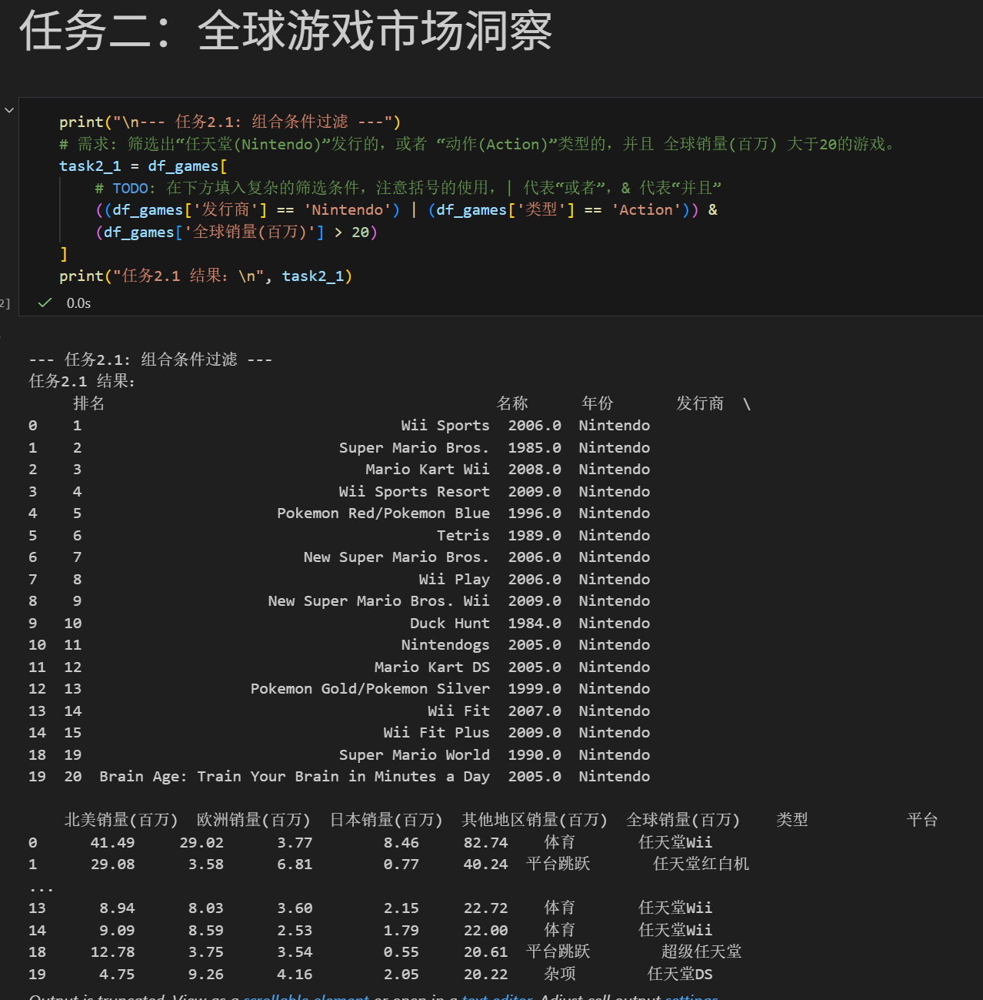 任务二：全球游戏市场洞察
print("\n--- 任务2.1: 组合条件过滤 ---")
# 需求: 筛选出“任天堂(Nintendo)”发行的，或者 “动作(Action)”类型的，并且 全球销量(百万) 大于20的游戏。
task2_1 = df_games[
# TODO: 在下方填入复杂的筛选条件，注意括号的使用，| 代表“或者”，& 代表“并且”
((df_games['发行商'] == 'Nintendo') | (df_games['类型'] == 'Action')) &
(df_games['全球销量(百万)'] > 20)
]
print("任务2.1 结果：\n", task2_1)
2] 0.0s
--- 任务2.1: 组合条件过滤 ---
任务2.1 结果：
排名 名称 年份 发行商 \
0 1 Wii Sports 2006.0 Nintendo
1 2 Super Mario Bros. 1985.0 Nintendo
2 3 Mario Kart Wii 2008.0 Nintendo
3 4 Wii Sports Resort 2009.0 Nintendo
4 5 Pokemon Red/Pokemon Blue 1996.0 Nintendo
5 6 Tetris 1989.0 Nintendo
6 7 New Super Mario Bros. 2006.0 Nintendo
7 8 Wii Play 2006.0 Nintendo
8 9 New Super Mario Bros. Wii 2009.0 Nintendo
9 10 Duck Hunt 1984.0 Nintendo
10 11 Nintendogs 2005.0 Nintendo
11 12 Mario Kart DS 2005.0 Nintendo
12 13 Pokemon Gold/Pokemon Silver 1999.0 Nintendo
13 14 Wii Fit 2007.0 Nintendo
14 15 Wii Fit Plus 2009.0 Nintendo
18 19 Super Mario World 1990.0 Nintendo
19 20 Brain Age: Train Your Brain in Minutes a Day 2005.0 Nintendo
北美销量(百万) 欧洲销量(百万) 日本销量(百万) 其他地区销量(百万) 全球销量(百万) 类型 平台
0 41.49 29.02 3.77 8.46 82.74 体育 任天堂Wii
1 29.08 3.58 6.81 0.77 40.24 平台跳跃 任天堂红白机
...
13 8.94 8.03 3.60 2.15 22.72 体育 任天堂Wii
14 9.09 8.59 2.53 1.79 22.00 体育 任天堂Wii
18 12.78 3.75 3.54 0.55 20.61 平台跳跃 超级任天堂
19 4.75 9.26 4.16 2.05 20.22 杂项 任天堂DS
Output is truncated. View as a scrollable element or open in a text editor. Adjust cell output settings...